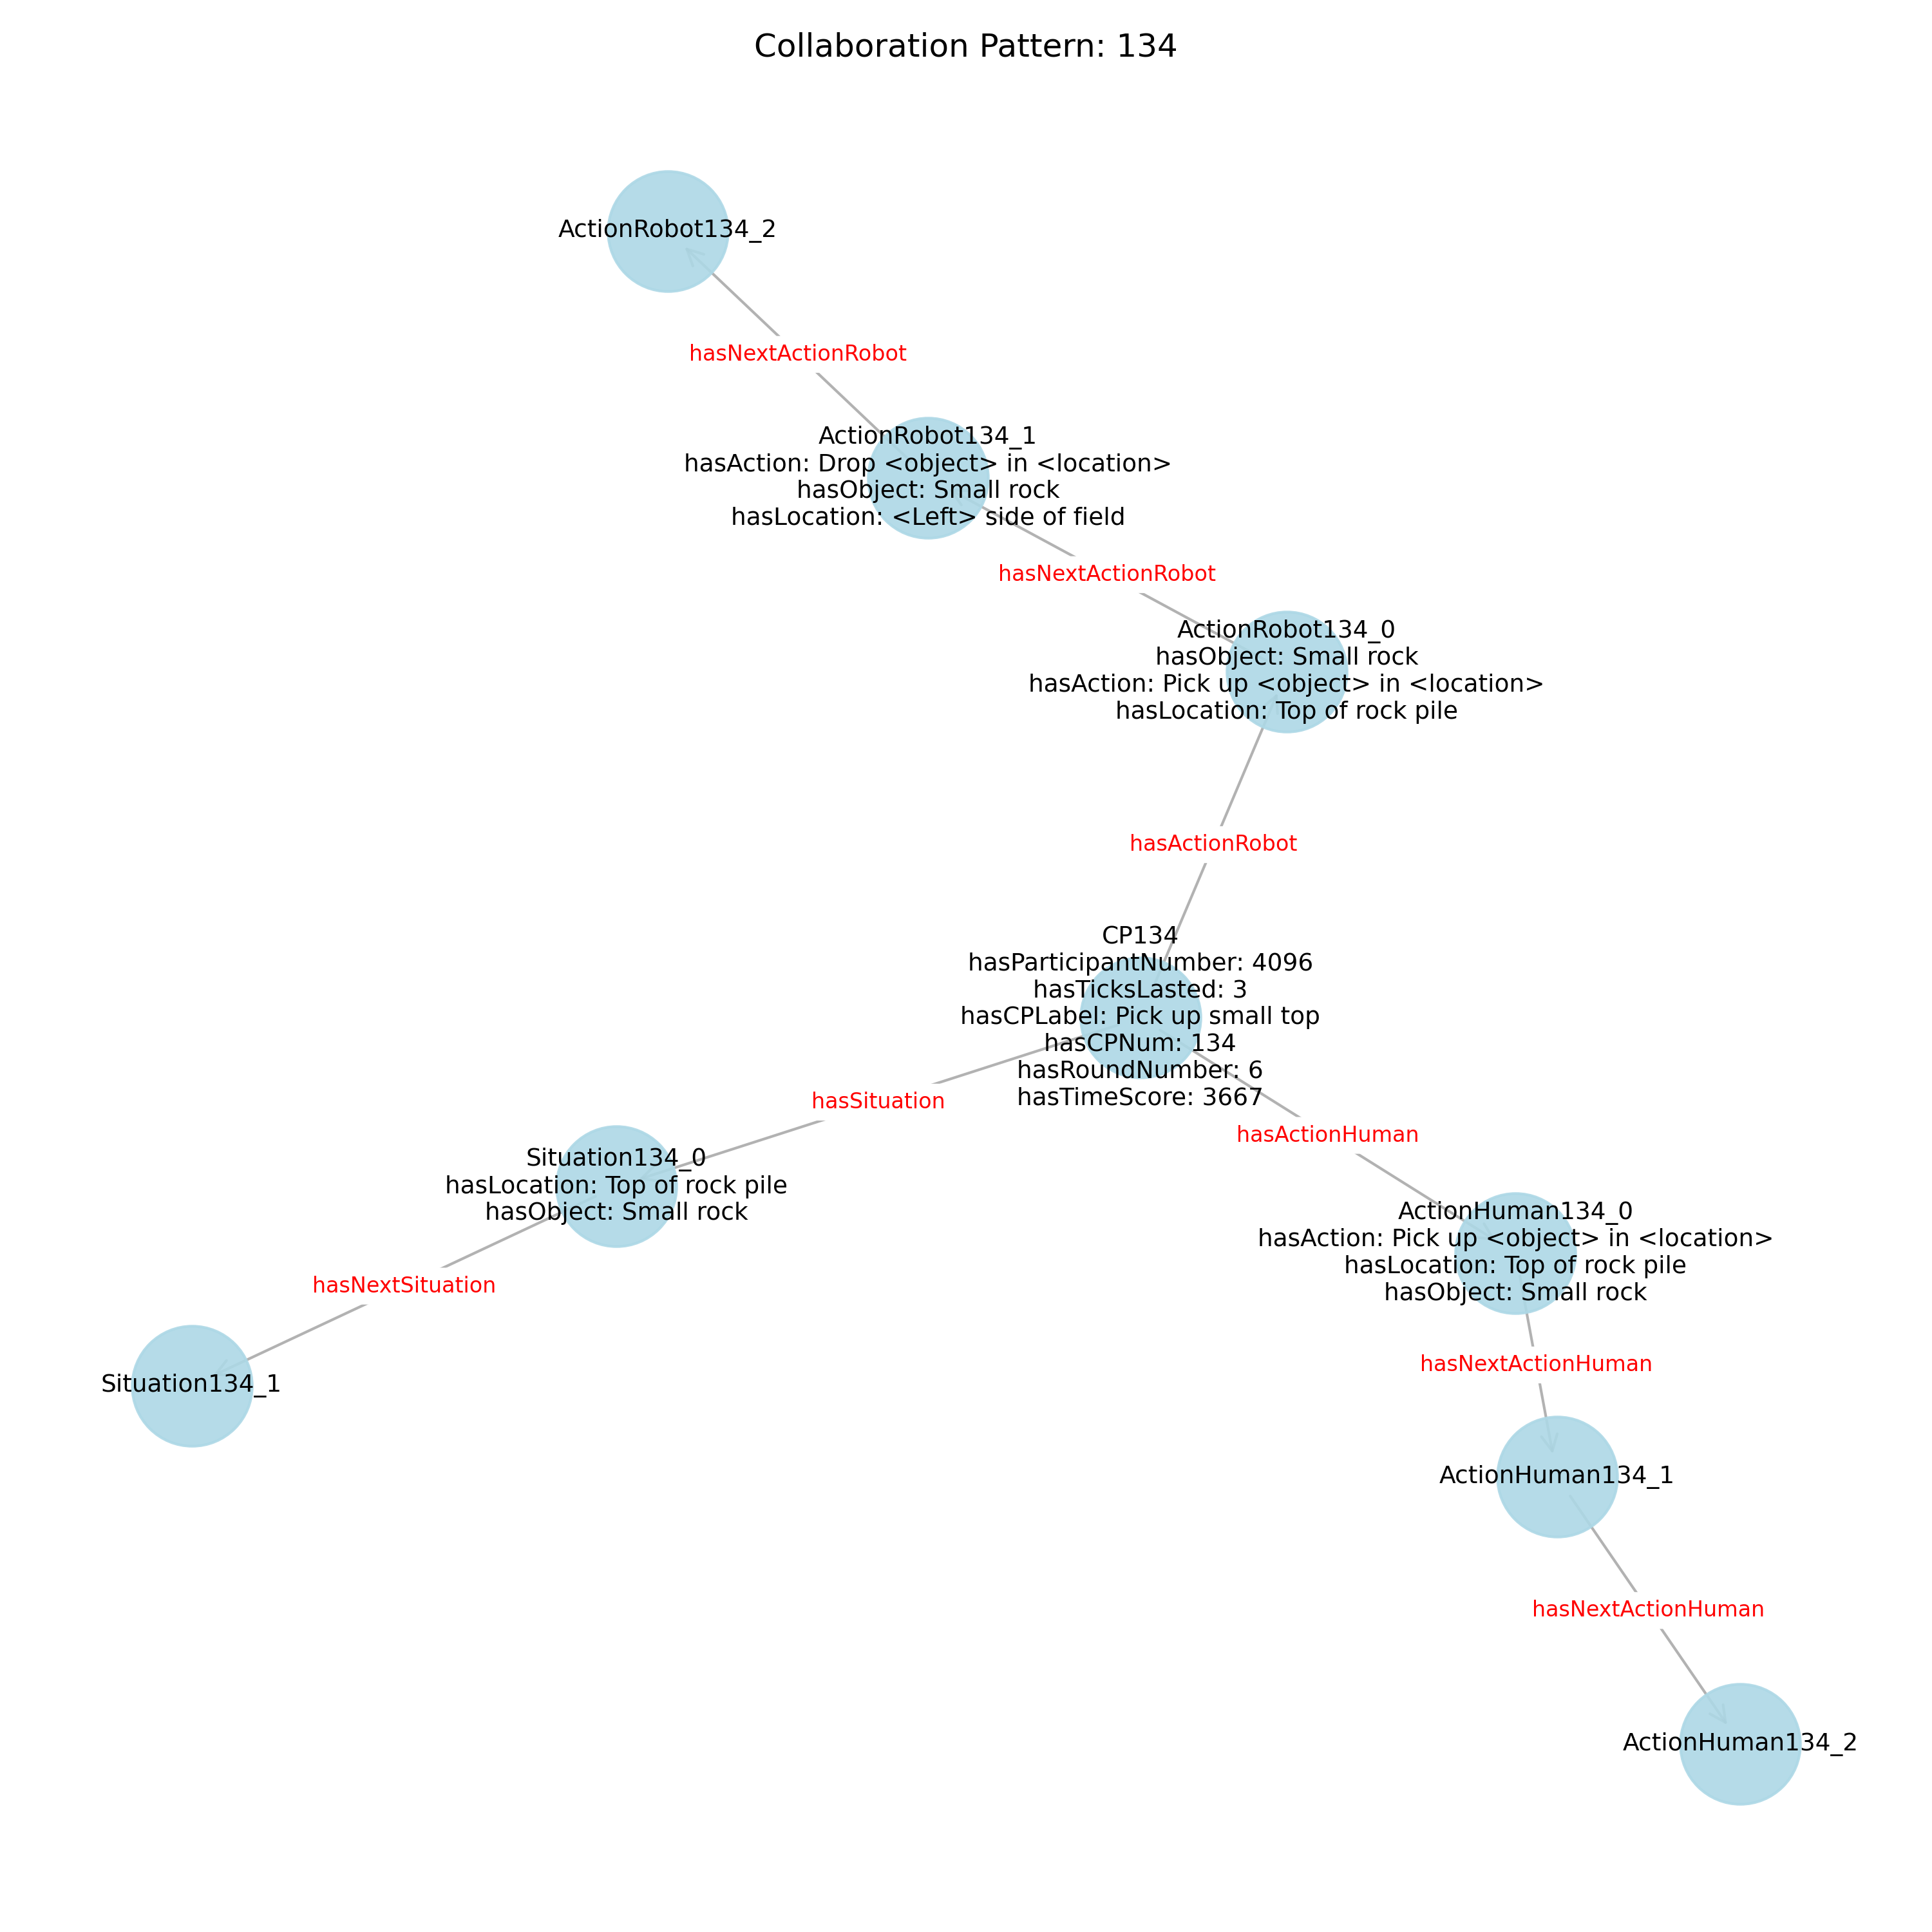 Collaboration Pattern: 134
ActionRobot134_2
hasNextActionRobot
ActionRobot134_1
hasAction: Drop <object> in <location>
hasObject: Small rock
hasLocation: <Left> side of field
hasNextActionRobot
ActionRobot134_0
hasObject: Small rock
hasAction: Pick up <object> in <location>
hasLocation: Top of rock pile
hasActionRobot
CP134
hasParticipantNumber: 4096
hasTicksLasted: 3
hasCPLabel: Pick up small top
hasCPNum: 134
hasRoundNumber: 6
hasTimeScore: 3667
hasSituation
hasActionHuman
Situation134_0
hasLocation: Top of rock pile
hasObject: Small rock
ActionHuman134_0
hasAction: Pick up <object> in <location>
hasLocation: Top of rock pile
hasObject: Small rock
hasNextSituation
hasNextActionHuman
Situation134_1
ActionHuman134_1
hasNextActionHuman
ActionHuman134_2